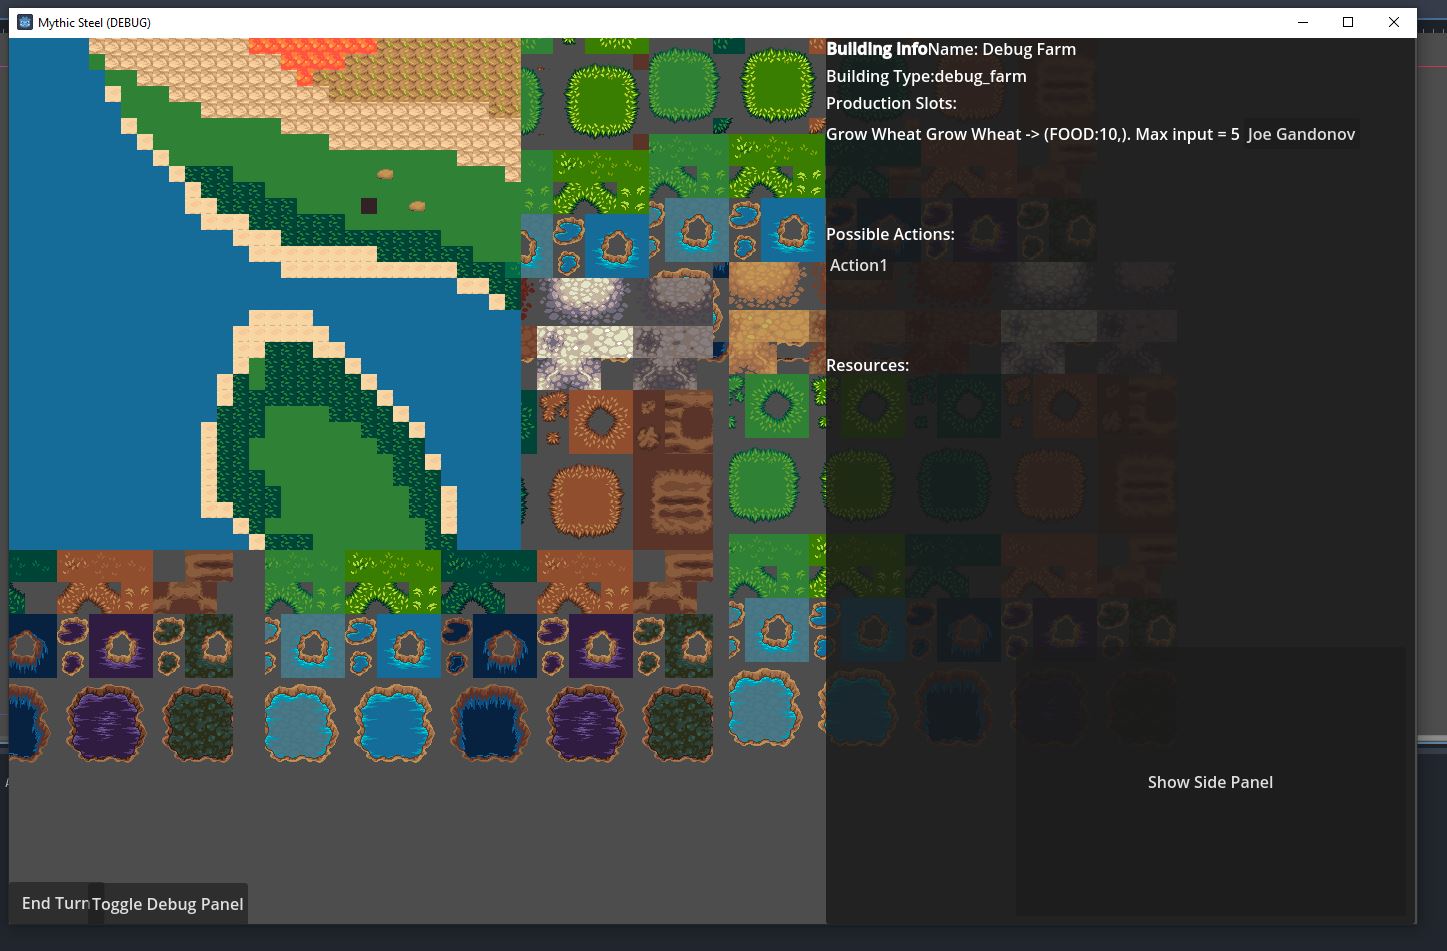 Mythic Steel (DEBUG)
Building InfoName: Debug Farm
Building Type:debug_farm
Production Slots:
Grow Wheat Grow Wheat -> (FOOD:10,). Max input = 5 Joe Gandonov
Possible Actions:
Action1
Resources:
Show Side Panel
End Turn Toggle Debug Panel